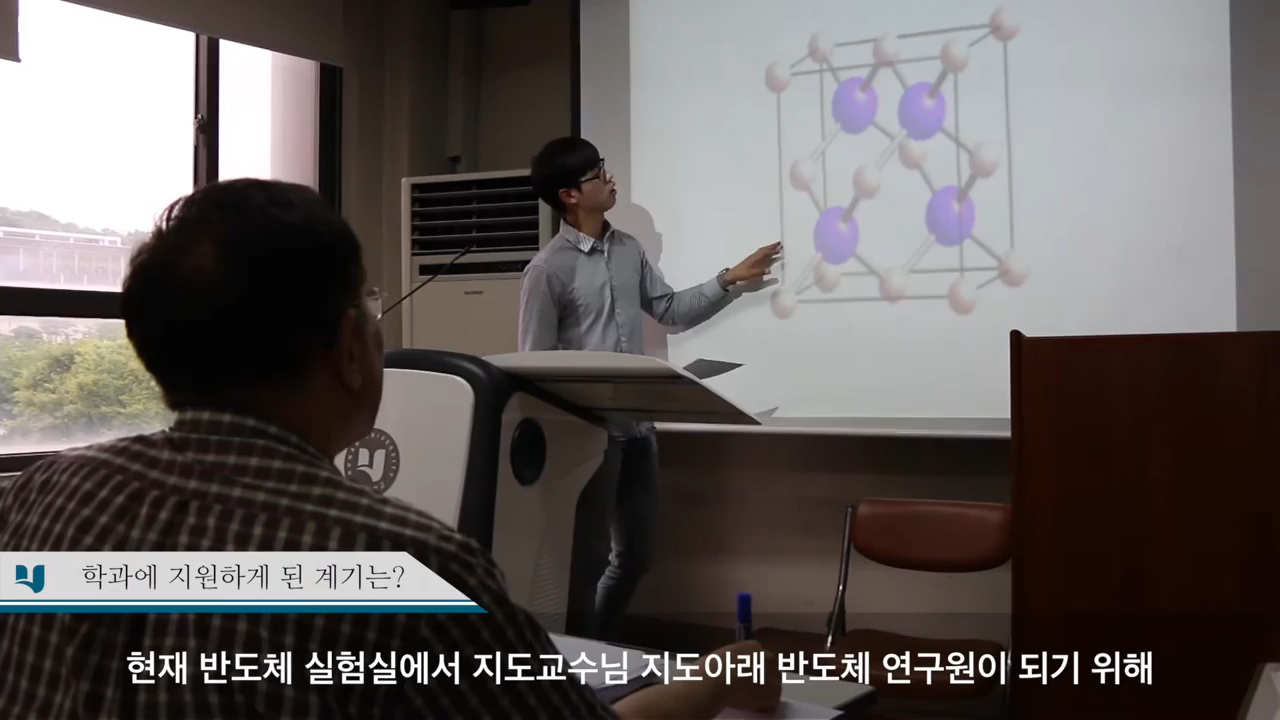 학과에 지원하게 된 계기는?
현재 반도체 실험실에서 지도교수님 지도아래 반도체 연구원이 되기 위해